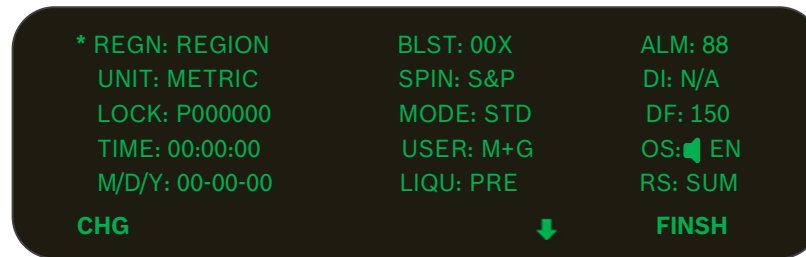 * REGN: REGION BLST: 00X ALM: 88
UNIT: METRIC SPIN: S&P DI: N/A
LOCK: P000000 MODE: STD DF: 150
TIME: 00:00:00 USER: M+G OS: EN
M/D/Y: 00-00-00 LIQU: PRE RS: SUM
CHG FINSH